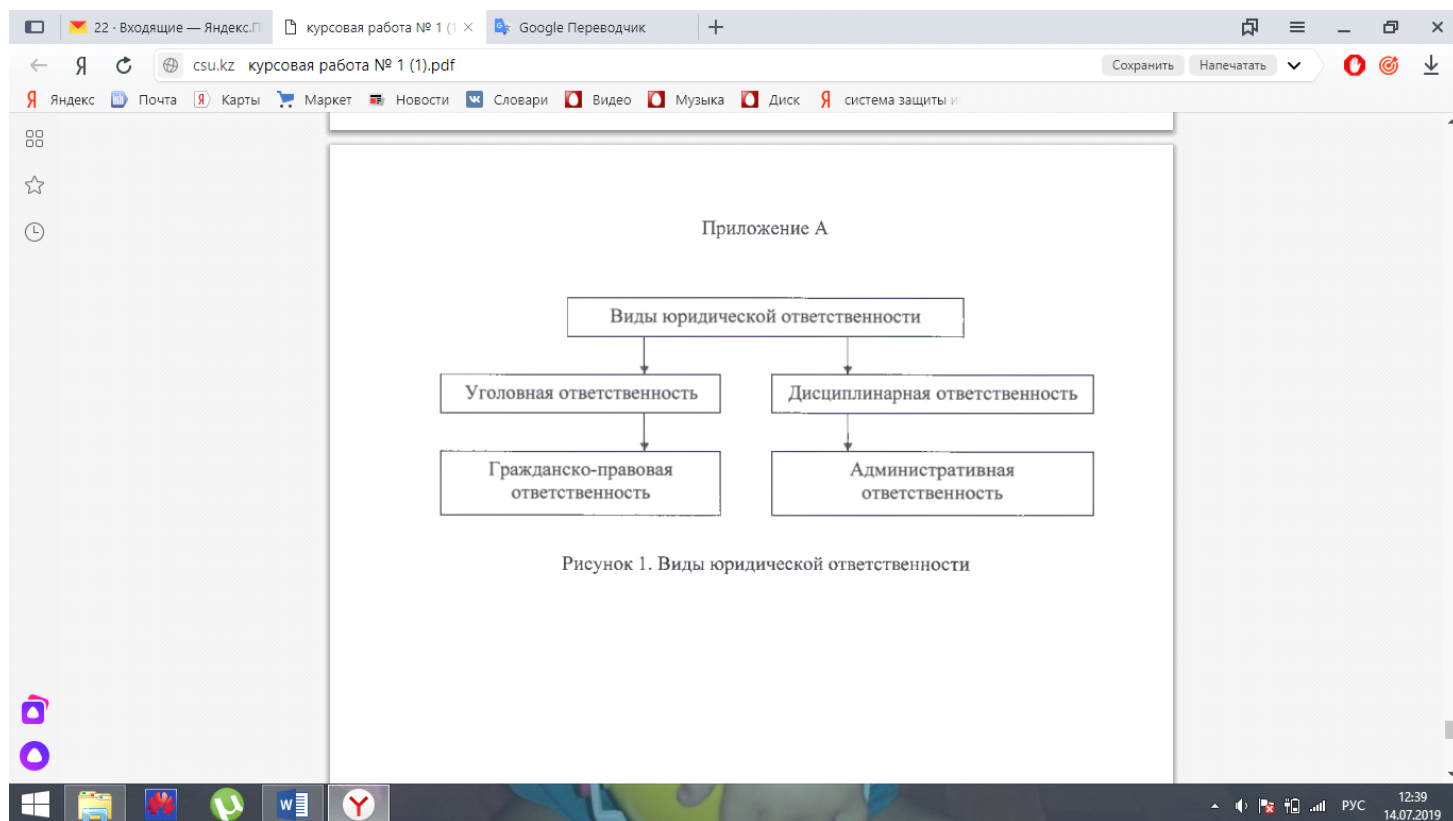 22 · Входящие — Яндекс.П
курсовая работа № 1 (1
Google Переводчик
csu.kz курсовая работа № 1 (1).pdf
Сохранить
Напечатать
Яндекс
Почта
Карты
Маркет
Новости
Словари
Видео
Музыка
Диск
система защиты и
Приложение А
Виды юридической ответственности
Уголовная ответственность
Дисциплинарная ответственность
Гражданско-правовая
ответственность
Административная
ответственность
Рисунок 1. Виды юридической ответственности
РУС
12:39
14.07.2019